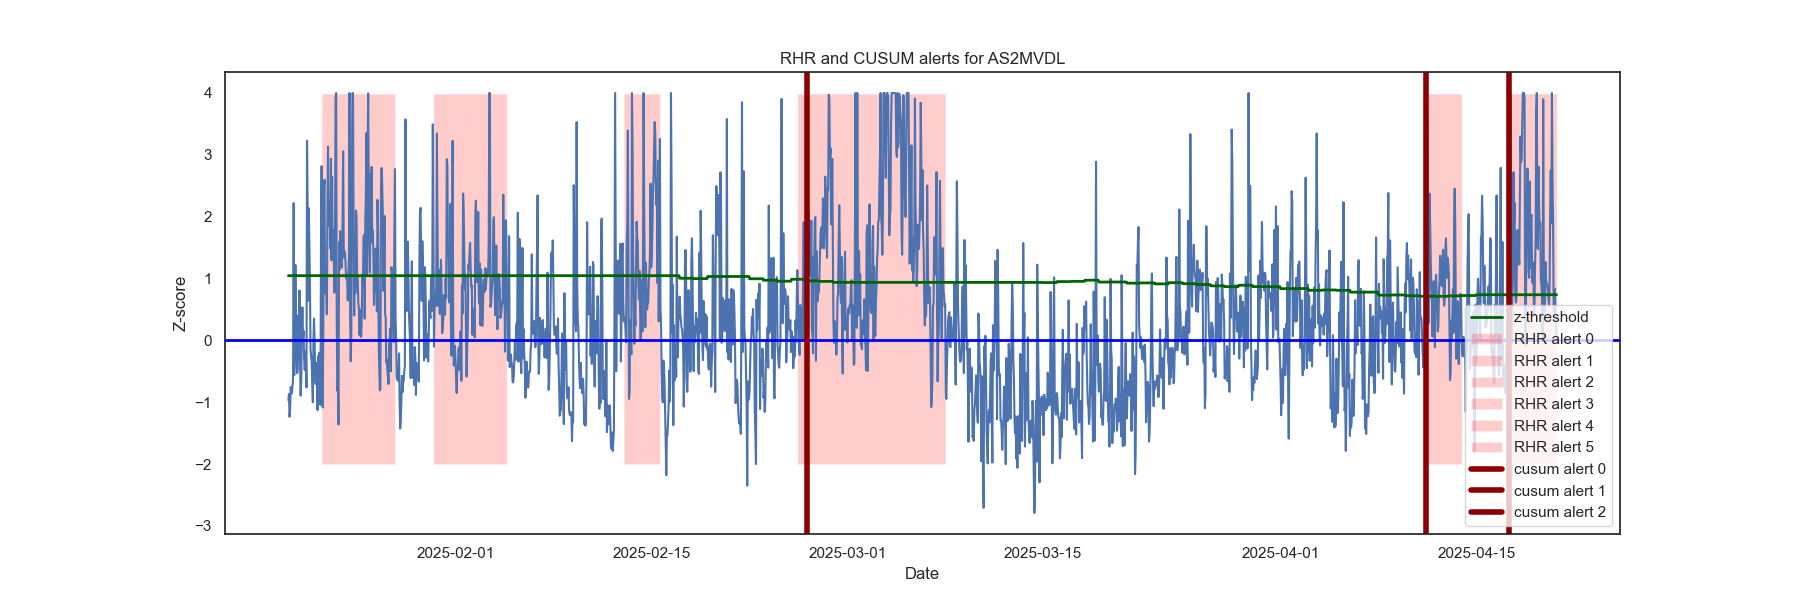 RHR and CUSUM alerts for AS2MVDL
Z-score
4
3
2
1
0
−1
−2
−3
z-threshold
RHR alert 0
RHR alert 1
RHR alert 2
RHR alert 3
RHR alert 4
RHR alert 5
cusum alert 0
cusum alert 1
cusum alert 2
2025-02-01 2025-02-15 2025-03-01 2025-03-15 2025-04-01 2025-04-15
Date